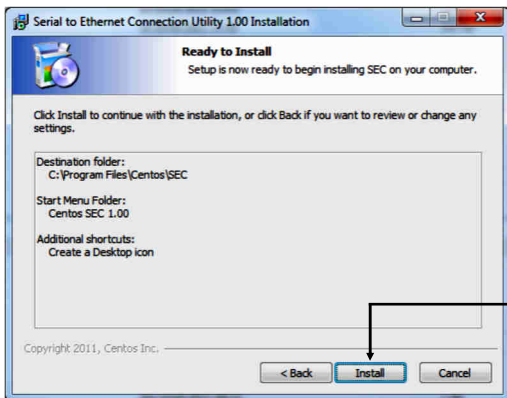 Serial to Ethernet Connection Utility 1.00 Installation
Ready to Install
Setup is now ready to begin installing SEC on your computer.
Click Install to continue with the installation, or click Back if you want to review or change any
settings.
Destination folder:
C:\Program Files\Centos\SEC
Start Menu Folder:
Centos SEC 1.00
Additional shortcuts:
Create a Desktop icon
Copyright 2011, Centos Inc.
< Back Install Cancel